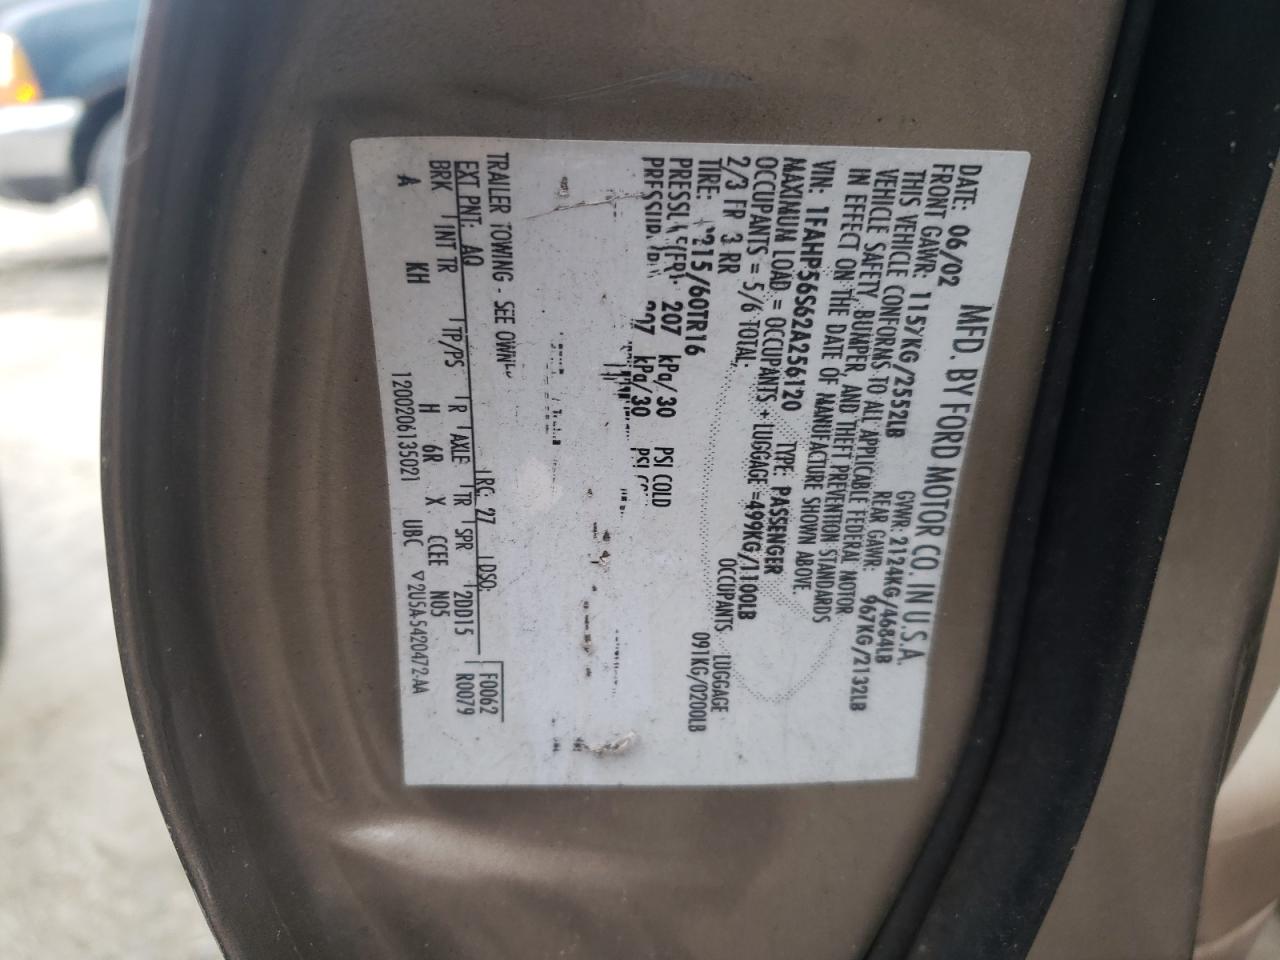 MFD. BY FORD MOTOR CO. IN U.S.A.
DATE: 06/02 GVWR: 2124KG/4684LB
FRONT GAWR: 1157KG/2552LB REAR GAWR: 967KG/2132LB
THIS VEHICLE CONFORMS TO ALL APPLICABLE FEDERAL MOTOR
VEHICLE SAFETY, BUMPER, AND THEFT PREVENTION STANDARDS
IN EFFECT ON THE DATE OF MANUFACTURE SHOWN ABOVE.
VIN: 1FAHP56S62A256120 TYPE: PASSENGER
MAXIMUM LOAD = OCCUPANTS + LUGGAGE =499KG/1100LB
OCCUPANTS = 5/6 TOTAL, OCCUPANTS LUGGAGE
2/3 FR 3 RR 091KG/0200LB
TIRE: P215/60TR16
207 kPa/30 PSI COLD
kPa/30 PSI
TRAILER TOWING - SEE
F0062
EXT PNT: AQ RC: 27 DSO: R0079
BRK INT TR TP/PS R AXLE TR SPR 2DD15
A KH H 6R X CCEE N05
1200206135021 UBC ▽2U5A-5420472-AA